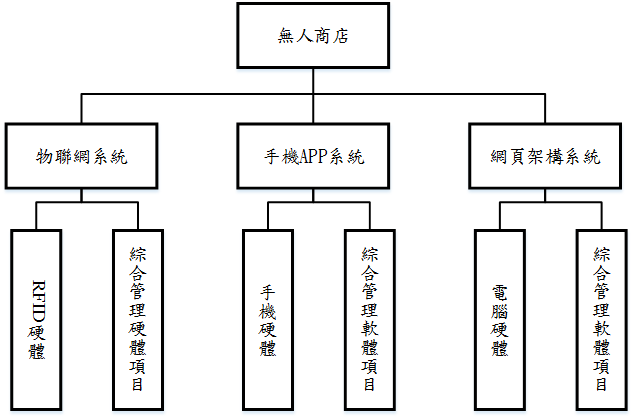 無人商店
物聯網系統
手機APP系統
網頁架構系統
RFID硬體
綜合管理硬體項目
手機硬體
綜合管理軟體項目
電腦硬體
綜合管理軟體項目